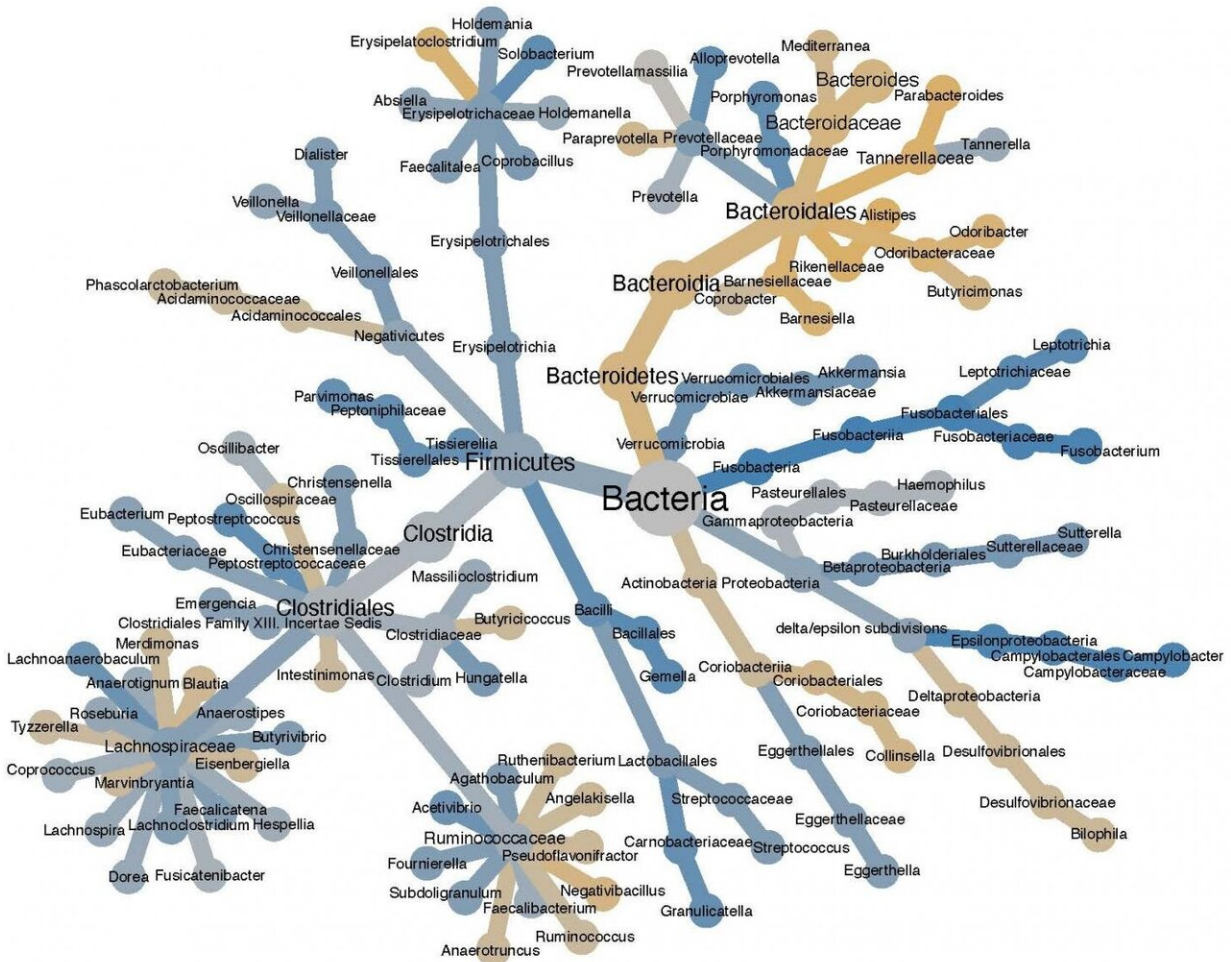 Holdemania
Erysipelatoclostridium
Solobacterium
Mediterranea
Prevotellamassilia
Alloprevotella
Bacteroides
Absiella
Erysipelotrichaceae
Holdemanella
Porphyromonas
Parabacteroides
Bacteroidaceae
Paraprevotella
Prevotellaceae
Porphyromonadaceae
Tannerellaceae
Tannerella
Dialister
Faecalitalea
Coprobacillus
Prevotella
Veillonella
Veillonellaceae
Bacteroidales
Alistipes
Erysipelotrichales
Odoribacter
Odoribacteraceae
Rikenellaceae
Veillonellales
Bacteroidia
Barnesiellaceae
Phascolarctobacterium
Acidaminococcaceae
Coprobacter
Butyricimonas
Acidaminococcales
Barnesiella
Negativicutes
Erysipelotrichia
Leptotrichia
Bacteroidetes
Verrucomicrobiales
Akkermansia
Leptotrichiaceae
Parvimonas
Verrucomicrobiae
Akkermansiaceae
Peptoniphilaceae
Fusobacteriales
Oscillibacter
Tissierellia
Verrucomicrobia
Fusobacteriia
Fusobacteriaceae
Fusobacterium
Tissierellales
Firmicutes
Fusobacteria
Christensenella
Pasteurellales
Haemophilus
Oscillospiraceae
Bacteria
Pasteurellaceae
Eubacterium
Peptostreptococcus
Gammaproteobacteria
Clostridia
Sutterella
Eubacteriaceae
Christensenellaceae
Burkholderiales
Sutterellaceae
Peptostreptococcaceae
Betaproteobacteria
Massilioclostridium
Actinobacteria
Proteobacteria
Emergencia
Clostridiales
Bacilli
Clostridiales Family XIII. Incertae Sedis
Butyricicoccus
Clostridiaceae
Bacillales
delta/epsilon subdivisions
Merdimonas
Epsilonproteobacteria
Lachnoanaerobaculum
Campylobacterales
Campylobacter
Coriobacteriia
Campylobacteraceae
Anaerotignum
Blautia
Intestinimonas
Clostridium
Hungatella
Gemella
Coriobacteriales
Deltaproteobacteria
Roseburia
Anaerostipes
Coriobacteriaceae
Tyzzerella
Butyrivibrio
Lachnospiraceae
Eggerthellales
Desulfovibrionales
Collinsella
Ruthenibacterium
Lactobacillales
Eisenbergiella
Coprococcus
Agathobaculum
Marvinbryantia
Angelakisella
Streptococcaceae
Desulfovibrionaceae
Acetivibrio
Faecalicatena
Eggerthellaceae
Lachnospira
Lachnoclostridium
Hespellia
Bilophila
Ruminococcaceae
Carnobacteriaceae
Streptococcus
Pseudoflavonifractor
Fournierella
Eggerthella
Dorea
Fusicatenibacter
Subdoligranulum
Negativibacillus
Faecalibacterium
Granulicatella
Ruminococcus
Anaerotruncus